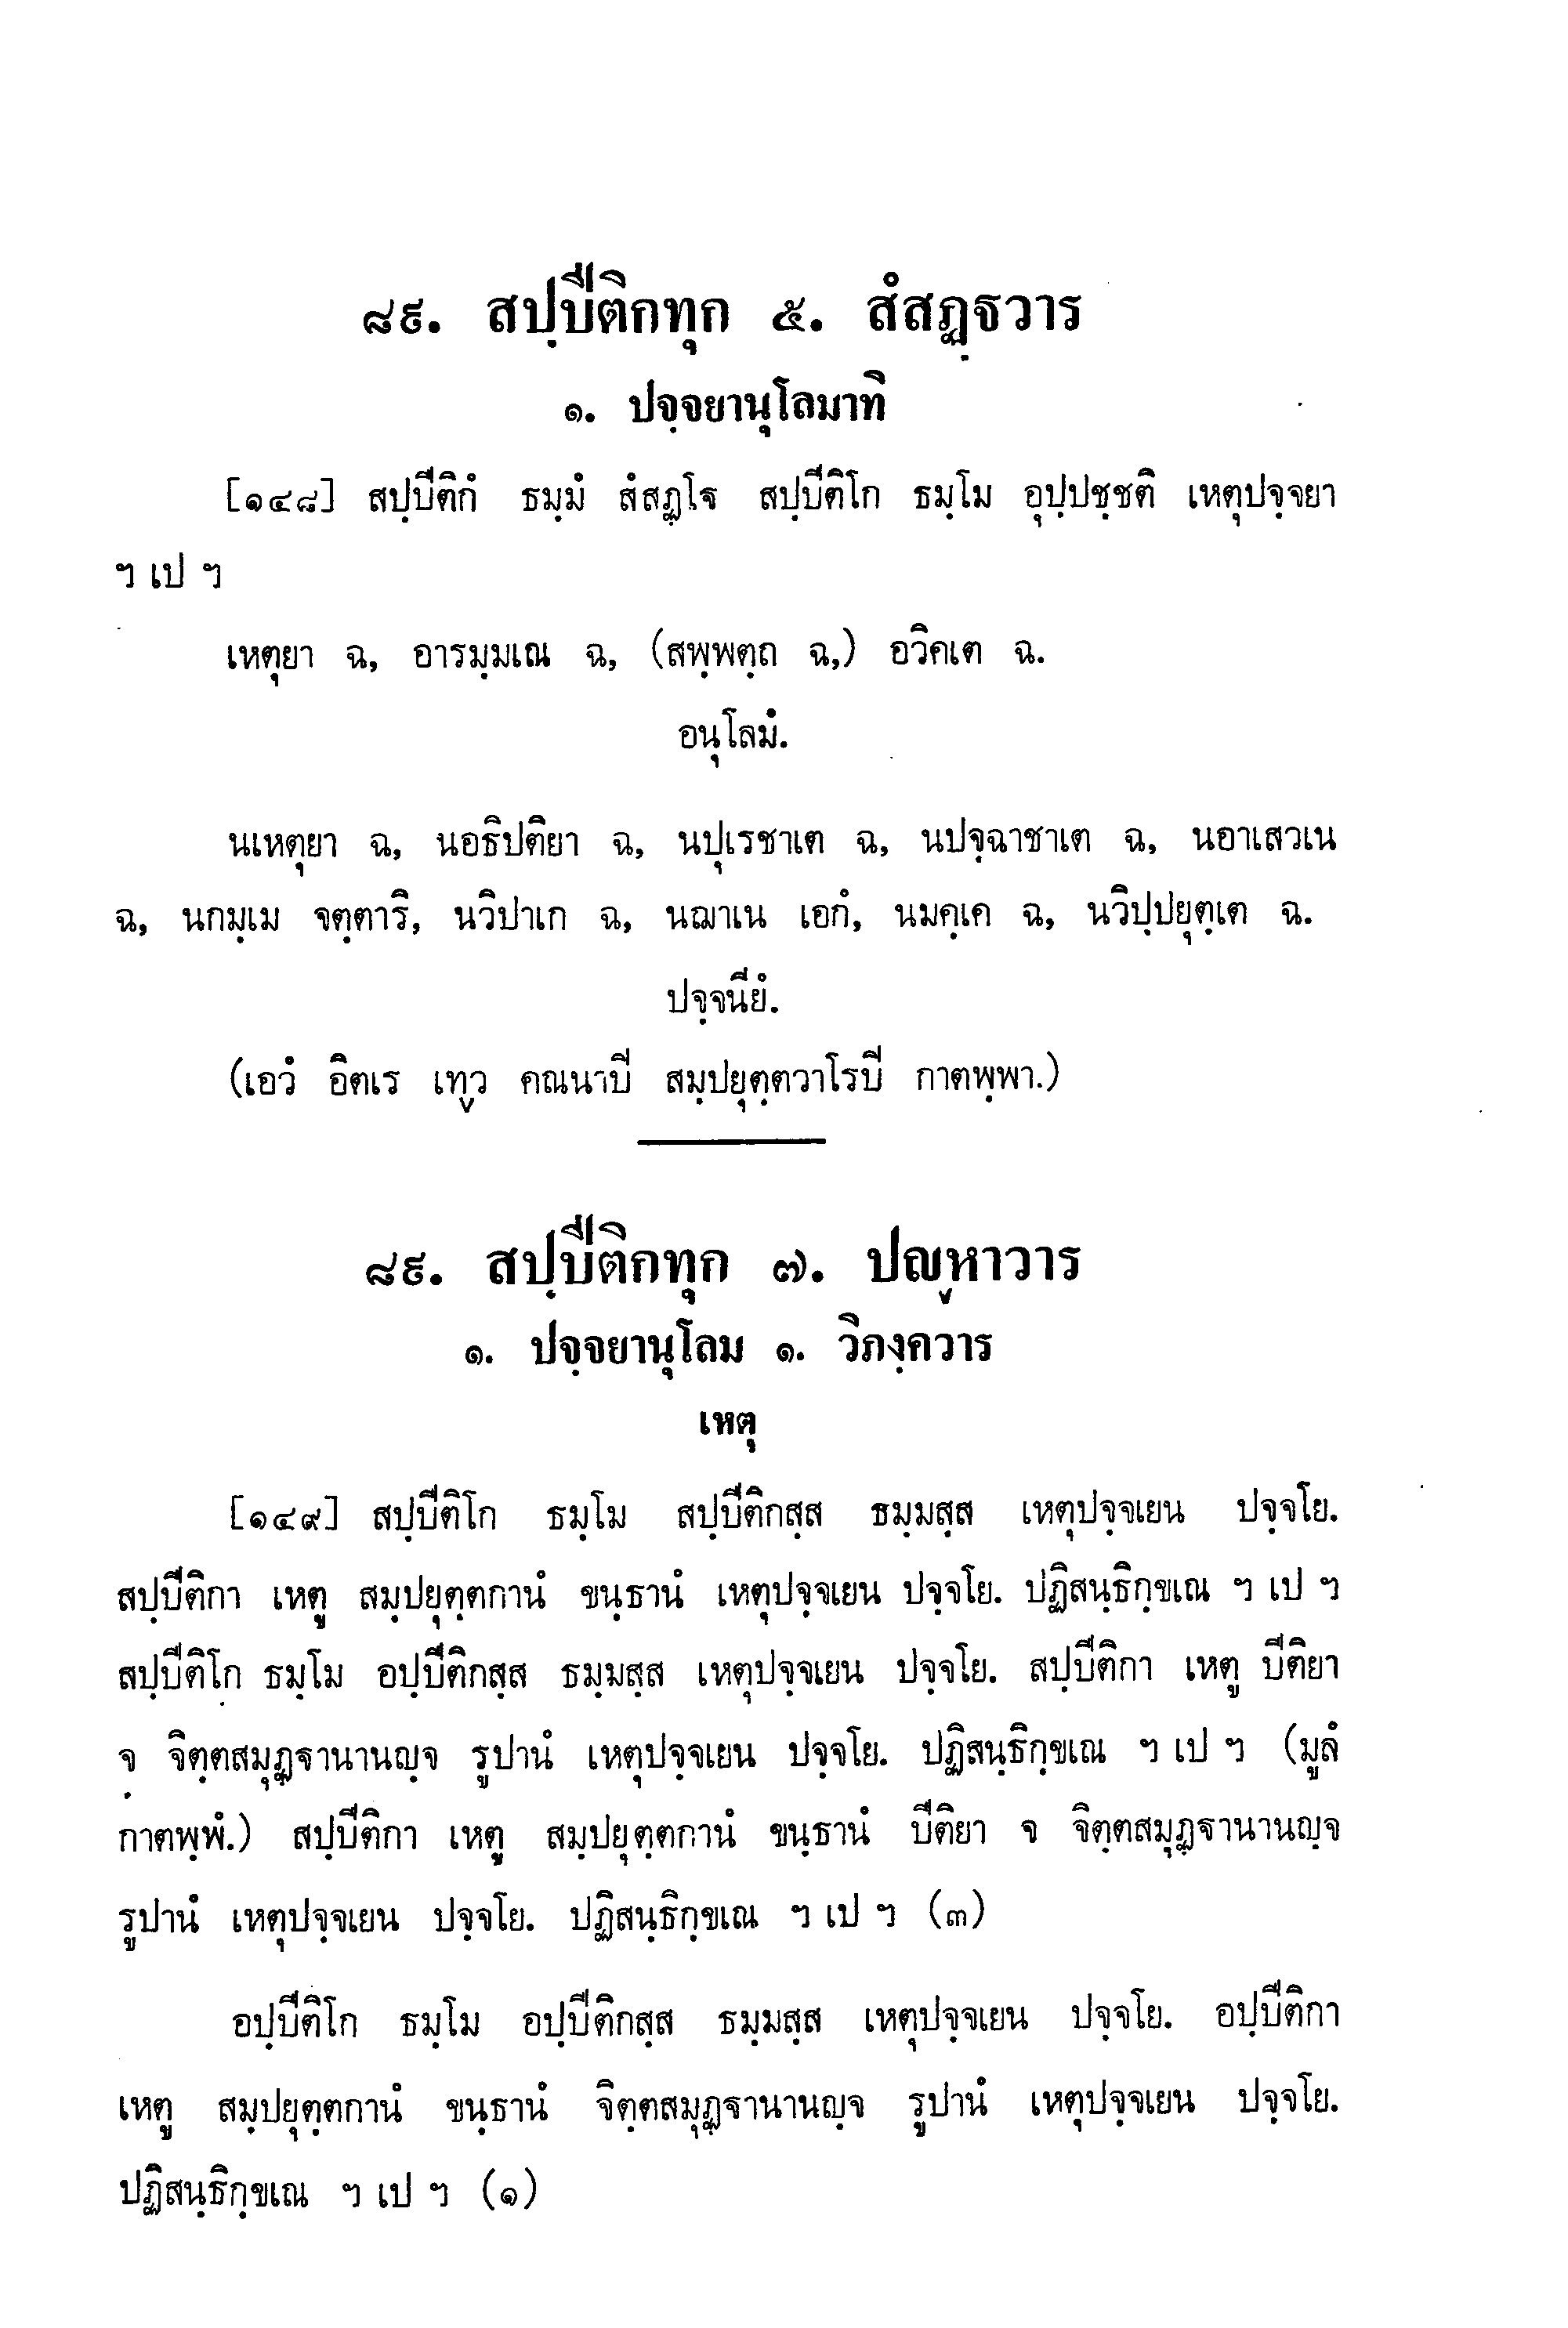 ๘๙. สปฺปีติกทุก ๕. สํสฏฺฐวาร
๑. ปจฺจยานุโลมาทิ
[๑๔๘] สปฺปีติกํ ธมฺมํ สํสฏฺโฐ สปฺปีติโก ธมฺโม อุปฺปชฺชติ เหตุปจฺจยา
ฯ เป ฯ
เหตุยา ฉ, อารมฺมเณ ฉ, (สพฺพตฺถ ฉ,) อวิคเต ฉ.
อนุโลมํ.
นเหตุยา ฉ, นอธิปติยา ฉ, นปุเรชาเต ฉ, นปจฺฉาชาเต ฉ, นอาเสวเน
ฉ, นกมฺเม จตฺตาริ, นวิปาเก ฉ, นฌาเน เอกํ, นมคฺเค ฉ, นวิปฺปยุตฺเต ฉ.
ปจฺจนียํ.
(เอวํ อิตเร เทฺว คณนาปี สมฺปยุตฺตวาโรปี กาตพฺพา.)
๘๙. สปฺปีติกทุก ๗. ปญฺหาวาร
๑. ปจฺจยานุโลม ๑. วิภงฺควาร
เหตุ
[๑๔๙] สปฺปีติโก ธมฺโม สปฺปีติกสฺส ธมฺมสฺส เหตุปจฺจเยน ปจฺจโย.
สปฺปีติกา เหตู สมฺปยุตฺตกานํ ขนฺธานํ เหตุปจฺจเยน ปจฺจโย. ปฏิสนฺธิกฺขเณ ฯ เป ฯ
สปฺปีติโก ธมฺโม อปฺปีติกสฺส ธมฺมสฺส เหตุปจฺจเยน ปจฺจโย. สปฺปีติกา เหตู ปีติยา
จ จิตฺตสมุฏฺฐานานญฺจ รูปานํ เหตุปจฺจเยน ปจฺจโย. ปฏิสนฺธิกฺขเณ ฯ เป ฯ (มูลํ
กาตพฺพํ.) สปฺปีติกา เหตู สมฺปยุตฺตกานํ ขนฺธานํ ปีติยา จ จิตฺตสมุฏฺฐานานญฺจ
รูปานํ เหตุปจฺจเยน ปจฺจโย. ปฏิสนฺธิกฺขเณ ฯ เป ฯ (๓)
อปฺปีติโก ธมฺโม อปฺปีติกสฺส ธมฺมสฺส เหตุปจฺจเยน ปจฺจโย. อปฺปีติกา
เหตู สมฺปยุตฺตกานํ ขนฺธานํ จิตฺตสมุฏฺฐานานญฺจ รูปานํ เหตุปจฺจเยน ปจฺจโย.
ปฏิสนฺธิกฺขเณ ฯ เป ฯ (๑)